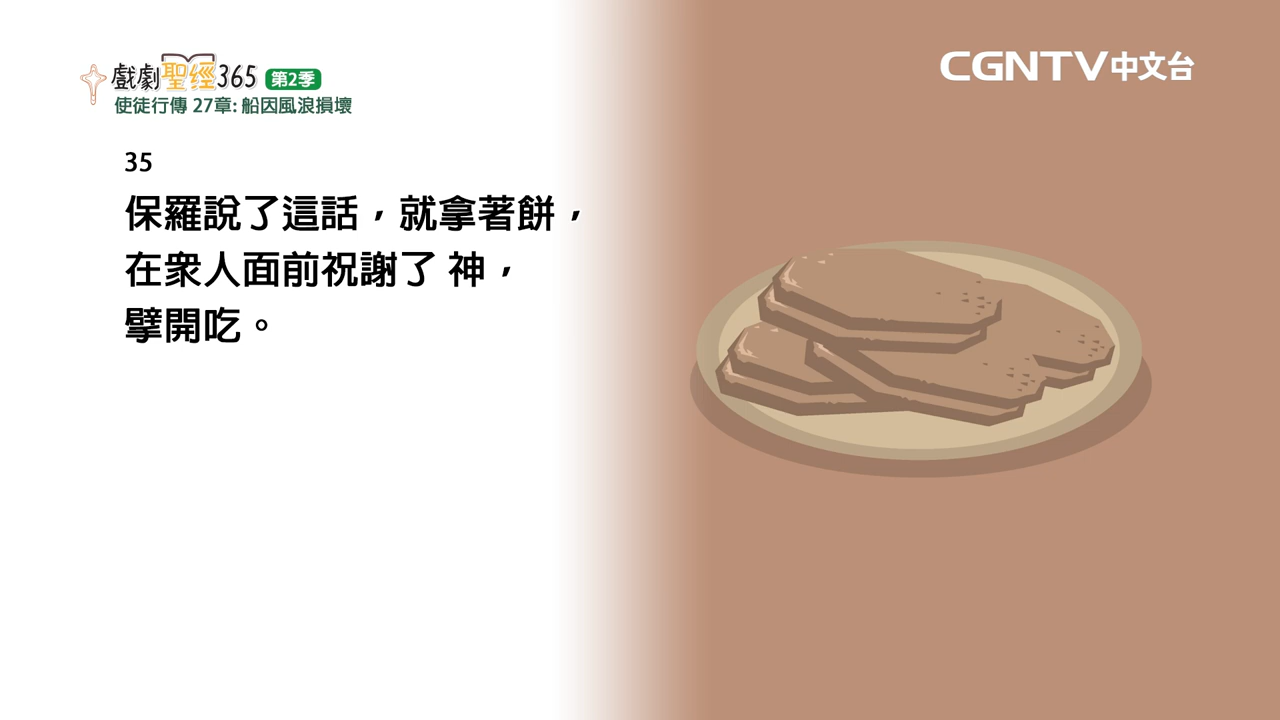 戲劇聖經365 第2季
使徒行傳 27章: 船因風浪損壞
CGNTV中文台
35
保羅說了這話，就拿著餅，
在衆人面前祝謝了 神，
擘開吃。